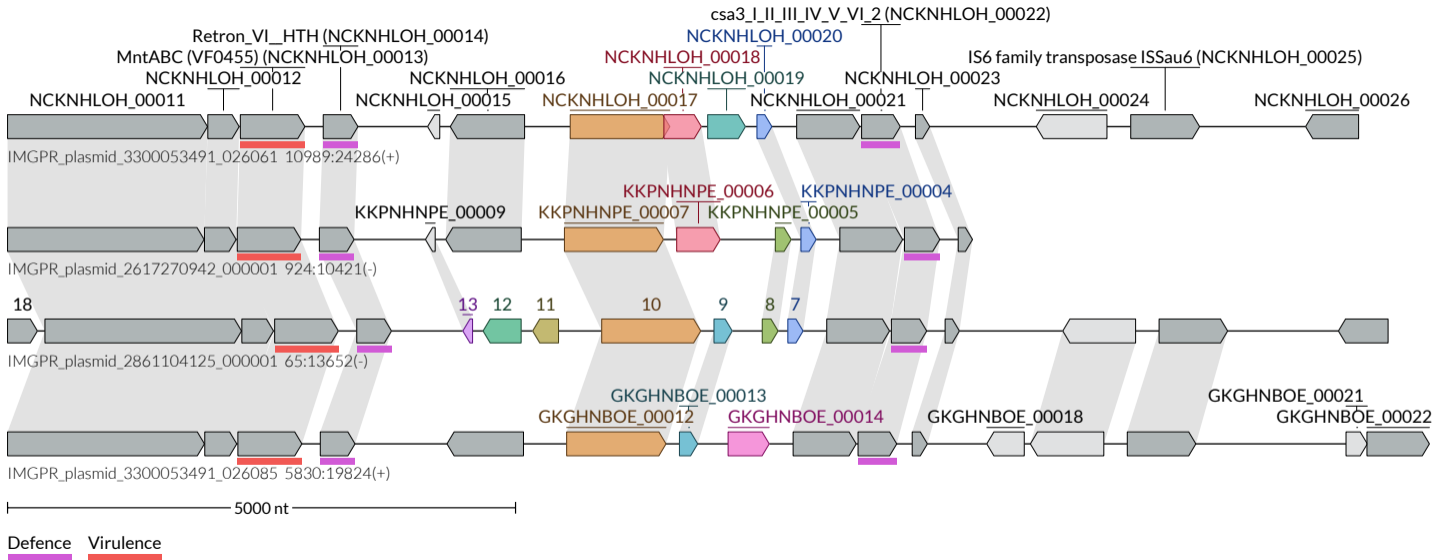 csa3_I_II_III_IV_V_VI_2 (NCKNHLOH_00022)
Retron_VI__HTH (NCKNHLOH_00014)
NCKNHLOH_00020
MntABC (VF0455) (NCKNHLOH_00013)
NCKNHLOH_00018
IS6 family transposase ISSau6 (NCKNHLOH_00025)
NCKNHLOH_00012
NCKNHLOH_00016
NCKNHLOH_00019
NCKNHLOH_00023
NCKNHLOH_00011
NCKNHLOH_00015
NCKNHLOH_00017
NCKNHLOH_00021
NCKNHLOH_00024
NCKNHLOH_00026
IMGPR_plasmid_3300053491_026061 10989:24286(+)
KKPNHNPE_00006
KKPNHNPE_00004
KKPNHNPE_00009
KKPNHNPE_00007
KKPNHNPE_00005
IMGPR_plasmid_2617270942_000001 924:10421(-)
18 13 12 11 10 9 8 7
IMGPR_plasmid_2861104125_000001 65:13652(-)
GKGHNBOE_00013
GKGHNBOE_00021
GKGHNBOE_00012
GKGHNBOE_00014
GKGHNBOE_00018
GKGHNBOE_00022
IMGPR_plasmid_3300053491_026085 5830:19824(+)
5000 nt
Defence Virulence